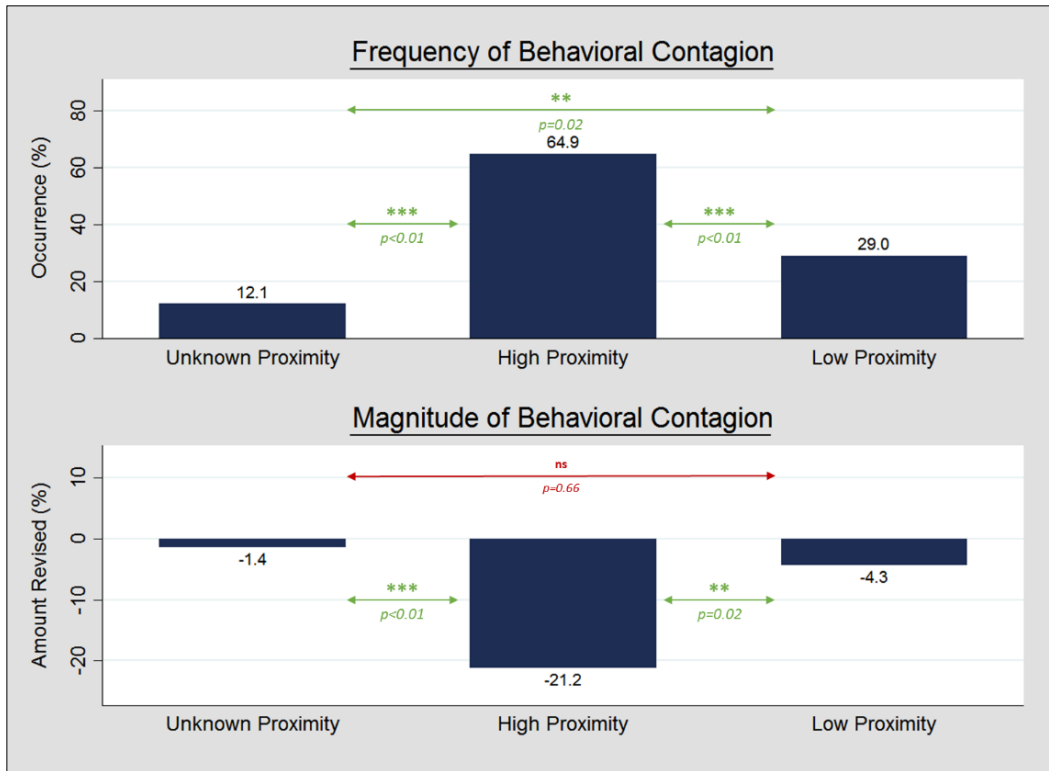 Frequency of Behavioral Contagion
Occurrence (%)
80
60
40
20
0
**
p=0.02
64.9
***
p<0.01
***
p<0.01
29.0
12.1
Unknown Proximity High Proximity Low Proximity
Magnitude of Behavioral Contagion
Amount Revised (%)
10
0
-10
-20
ns
p=0.66
-1.4
-4.3
***
p<0.01
**
p=0.02
-21.2
Unknown Proximity High Proximity Low Proximity